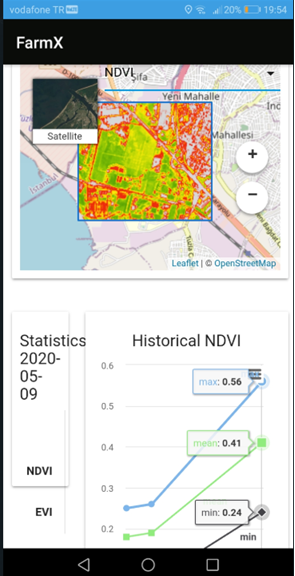 vodafone TR 20% 19:54
FarmX
NDVI
Şifa
Yeni Mahalle
Mahallesi
Satellite
+
−
İstanbul
Leaflet | © OpenStreetMap
Statistics
2020-
05-
09
NDVI
EVI
Historical NDVI
0.6
max: 0.56
0.5
mean: 0.41
0.4
0.3
min: 0.24
0.2
min